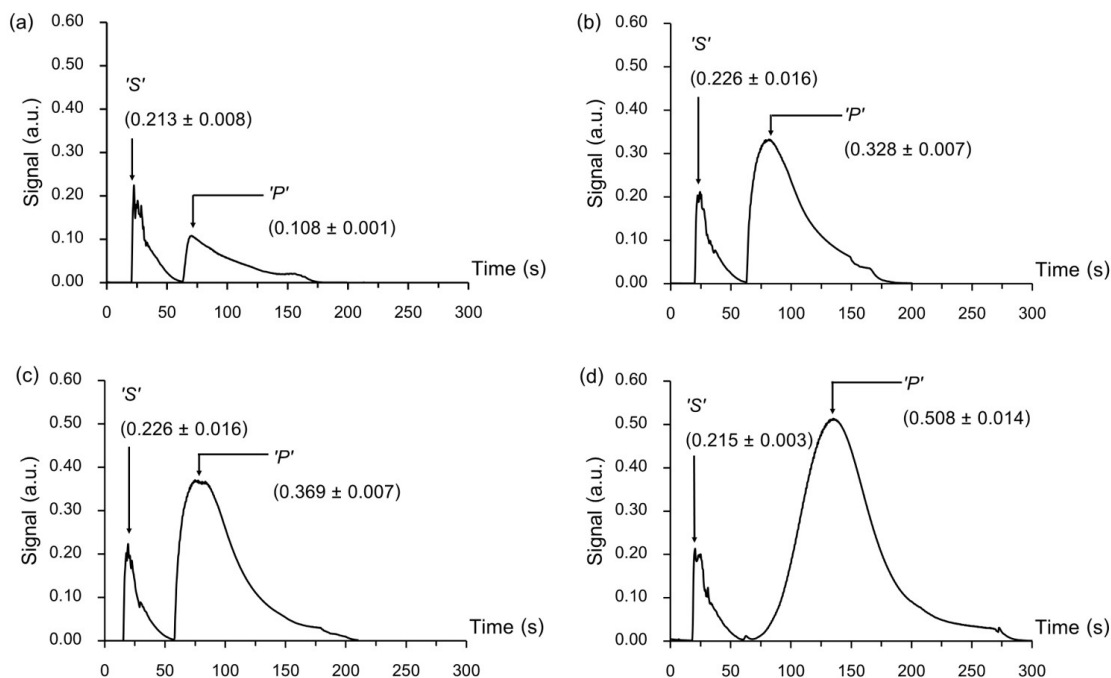 (a)
0.60
0.50
0.40
0.30
0.20
0.10
0.00
Signal (a.u.)
'S'
(0.213 ± 0.008)
'P'
(0.108 ± 0.001)
Time (s)
0 50 100 150 200 250 300
(b)
0.60
0.50
0.40
0.30
0.20
0.10
0.00
Signal (a.u.)
'S'
(0.226 ± 0.016)
'P'
(0.328 ± 0.007)
Time (s)
0 50 100 150 200 250 300
(c)
0.60
0.50
0.40
0.30
0.20
0.10
0.00
Signal (a.u.)
'S'
(0.226 ± 0.016)
'P'
(0.369 ± 0.007)
Time (s)
0 50 100 150 200 250 300
(d)
0.60
0.50
0.40
0.30
0.20
0.10
0.00
Signal (a.u.)
'S'
(0.215 ± 0.003)
'P'
(0.508 ± 0.014)
Time (s)
0 50 100 150 200 250 300